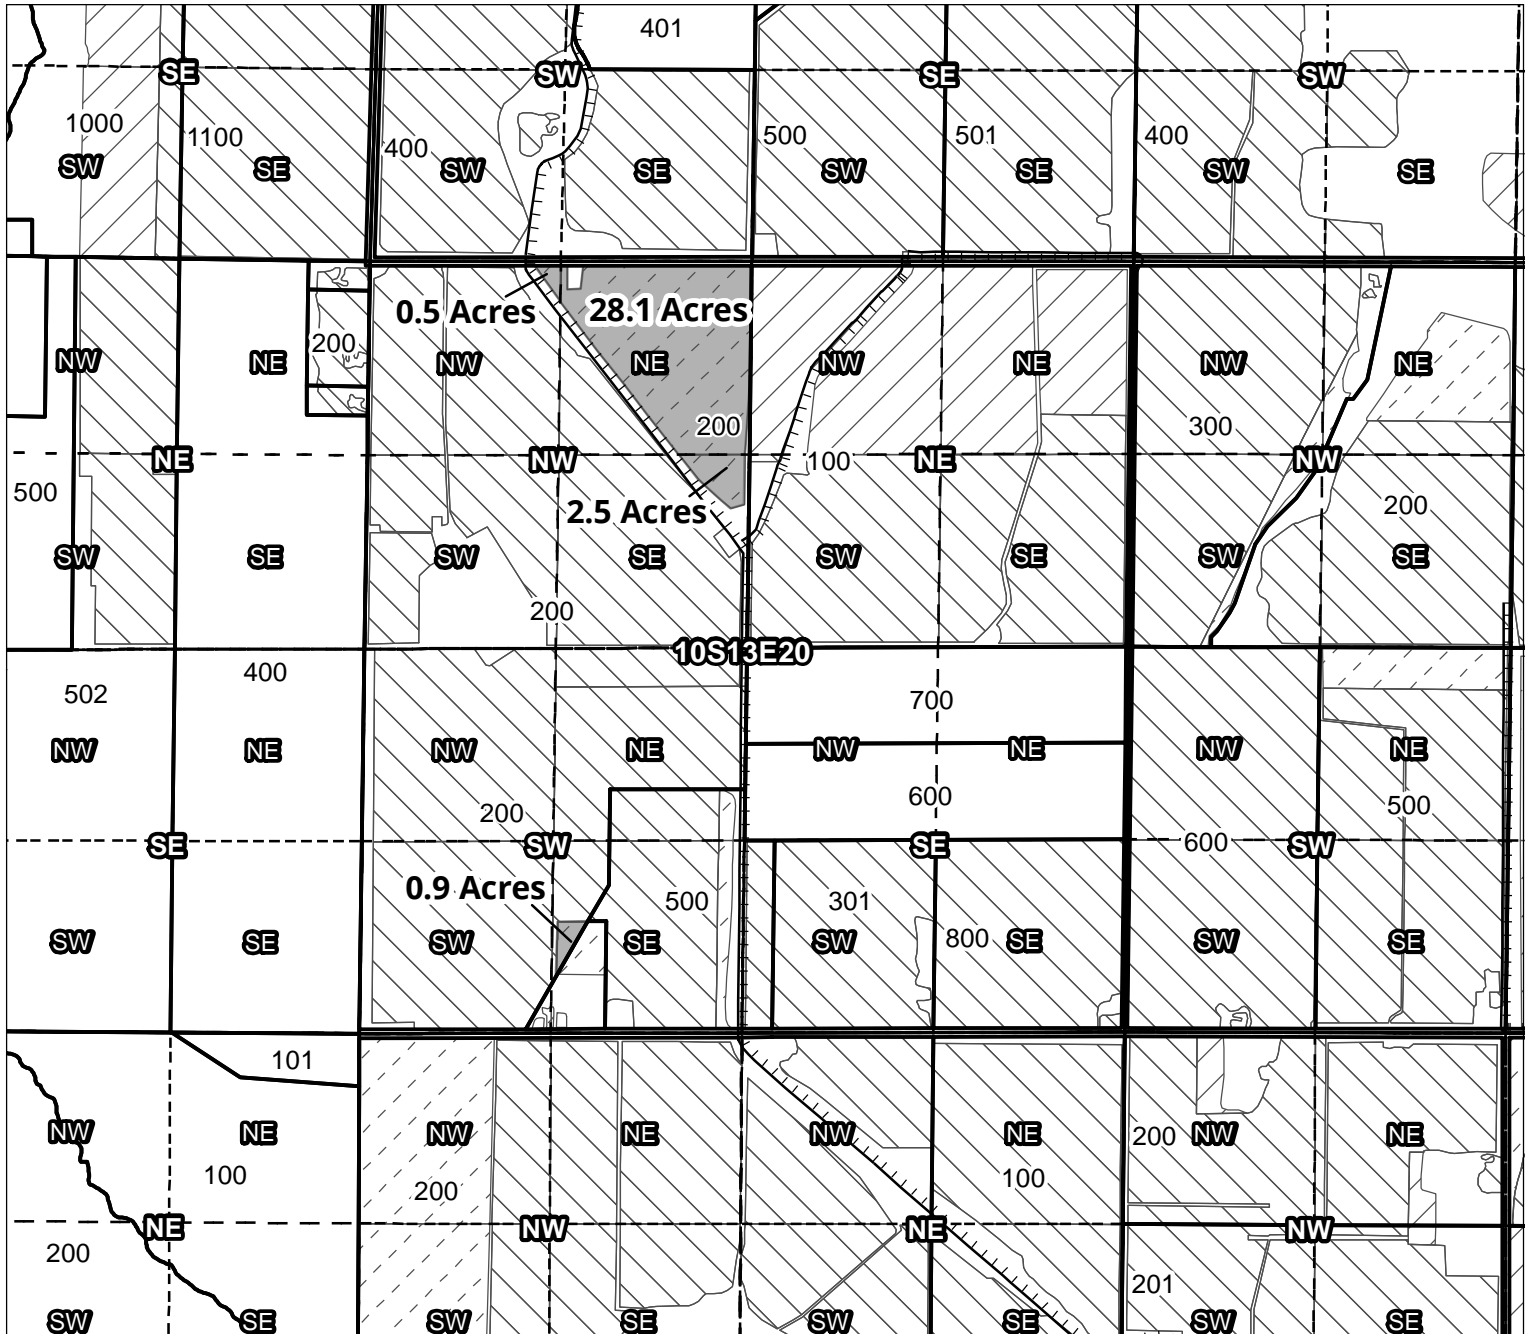 401
SE SW SE SW
1000 1100 400 500 501 400
SW SE SW SE SW SE SW SE
0.5 Acres 28.1 Acres
200
NW NE NW NE NW NE NW NE
200 300
NE NW 100 NE NW
500 200
2.5 Acres
SW SE SW SE SW SE SW SE
200
10S13E20
400
502 700
NW NE NW NE NW NE NW NE
600 500
200
SE SW SE 600 SW
0.9 Acres
500 301
800
SW SE SW SE SW SE SW SE
101
NW NE NW NE NW NE 200 NW NE
100 200 100
NE NW NE NW
200
201
SW SE SW SE SW SE SW SE